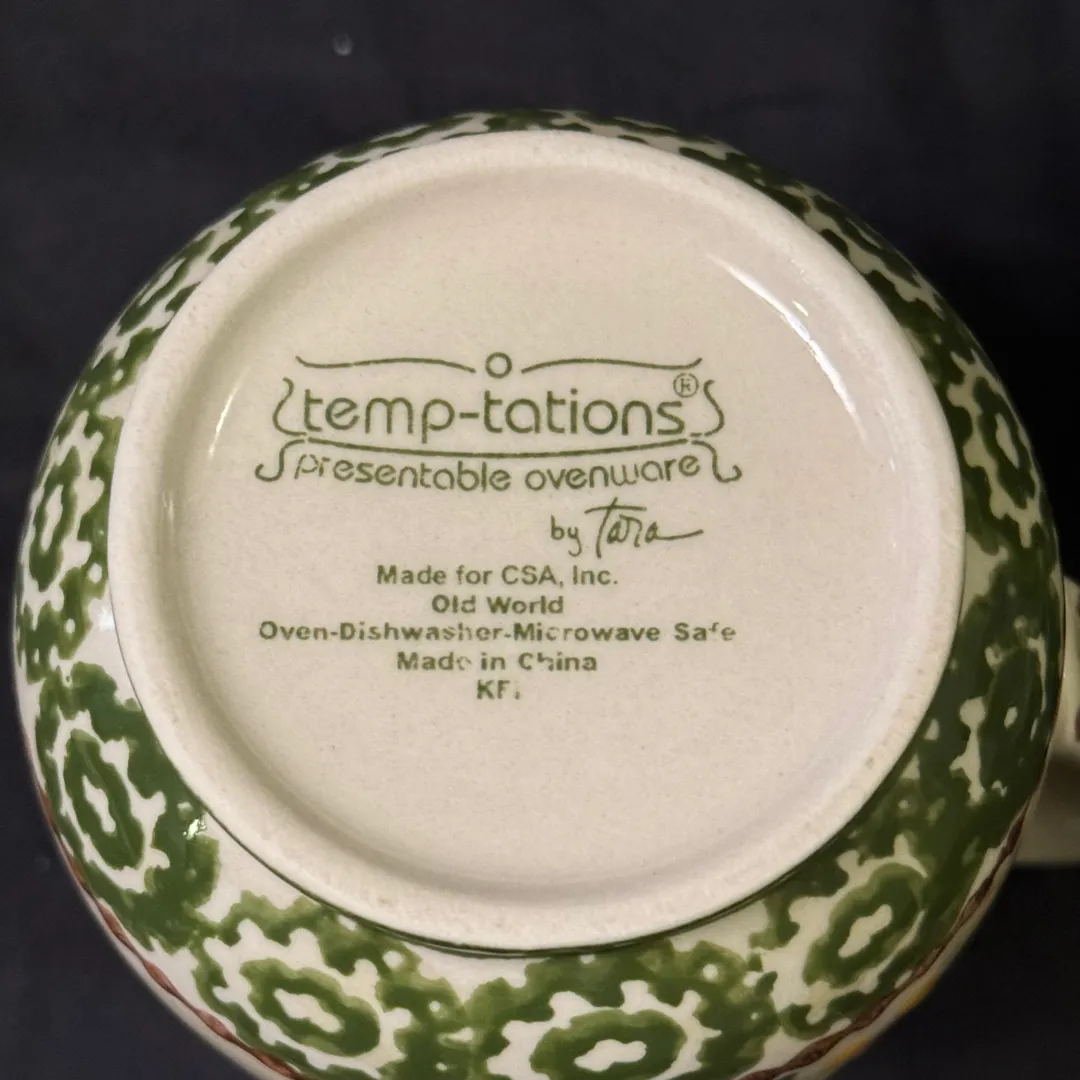 temp-tations®
presentable ovenware
by Tara
Made for CSA, Inc.
Old World
Oven-Dishwasher-Microwave Safe
Made in China